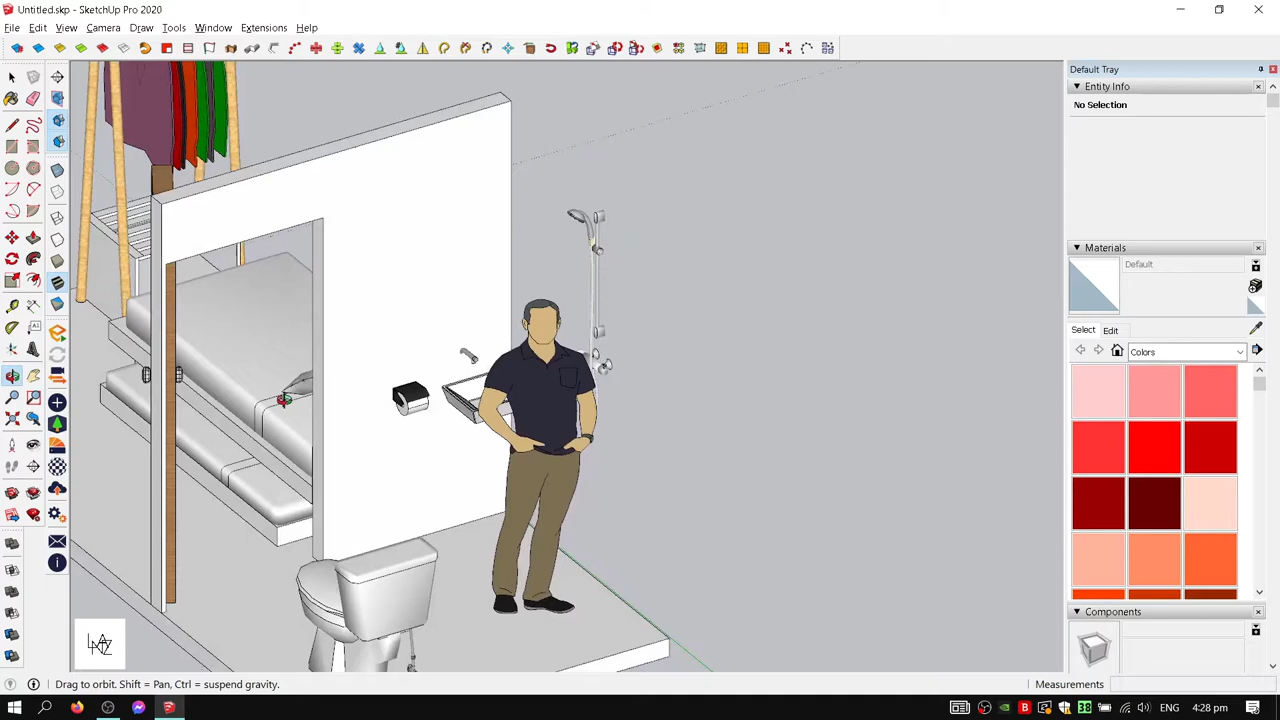 Untitled.skp - SketchUp Pro 2020
File Edit View Camera Draw Tools Window Extensions Help
Default Tray
Entity Info
No Selection
Materials
Default
Select Edit
Colors
Components
Drag to orbit. Shift = Pan, Ctrl = suspend gravity.
Measurements
38 ENG 4:28 pm